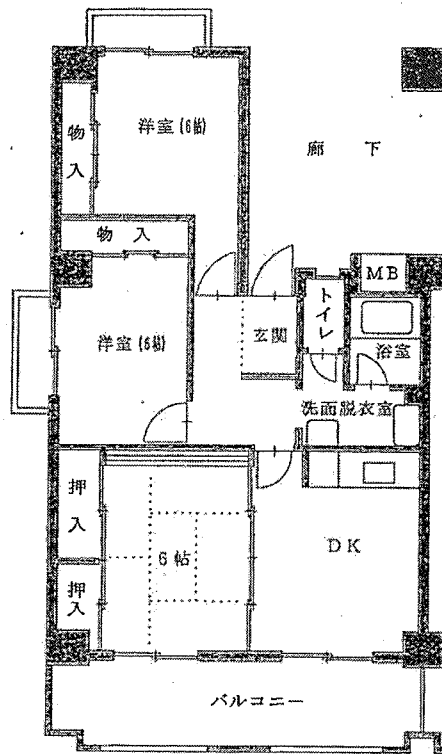 洋室(6帖)
物入
廊下
物入
MB
トイレ
玄関
浴室
洋室(6帖)
洗面脱衣室
押入
DK
6帖
押入
バルコニー